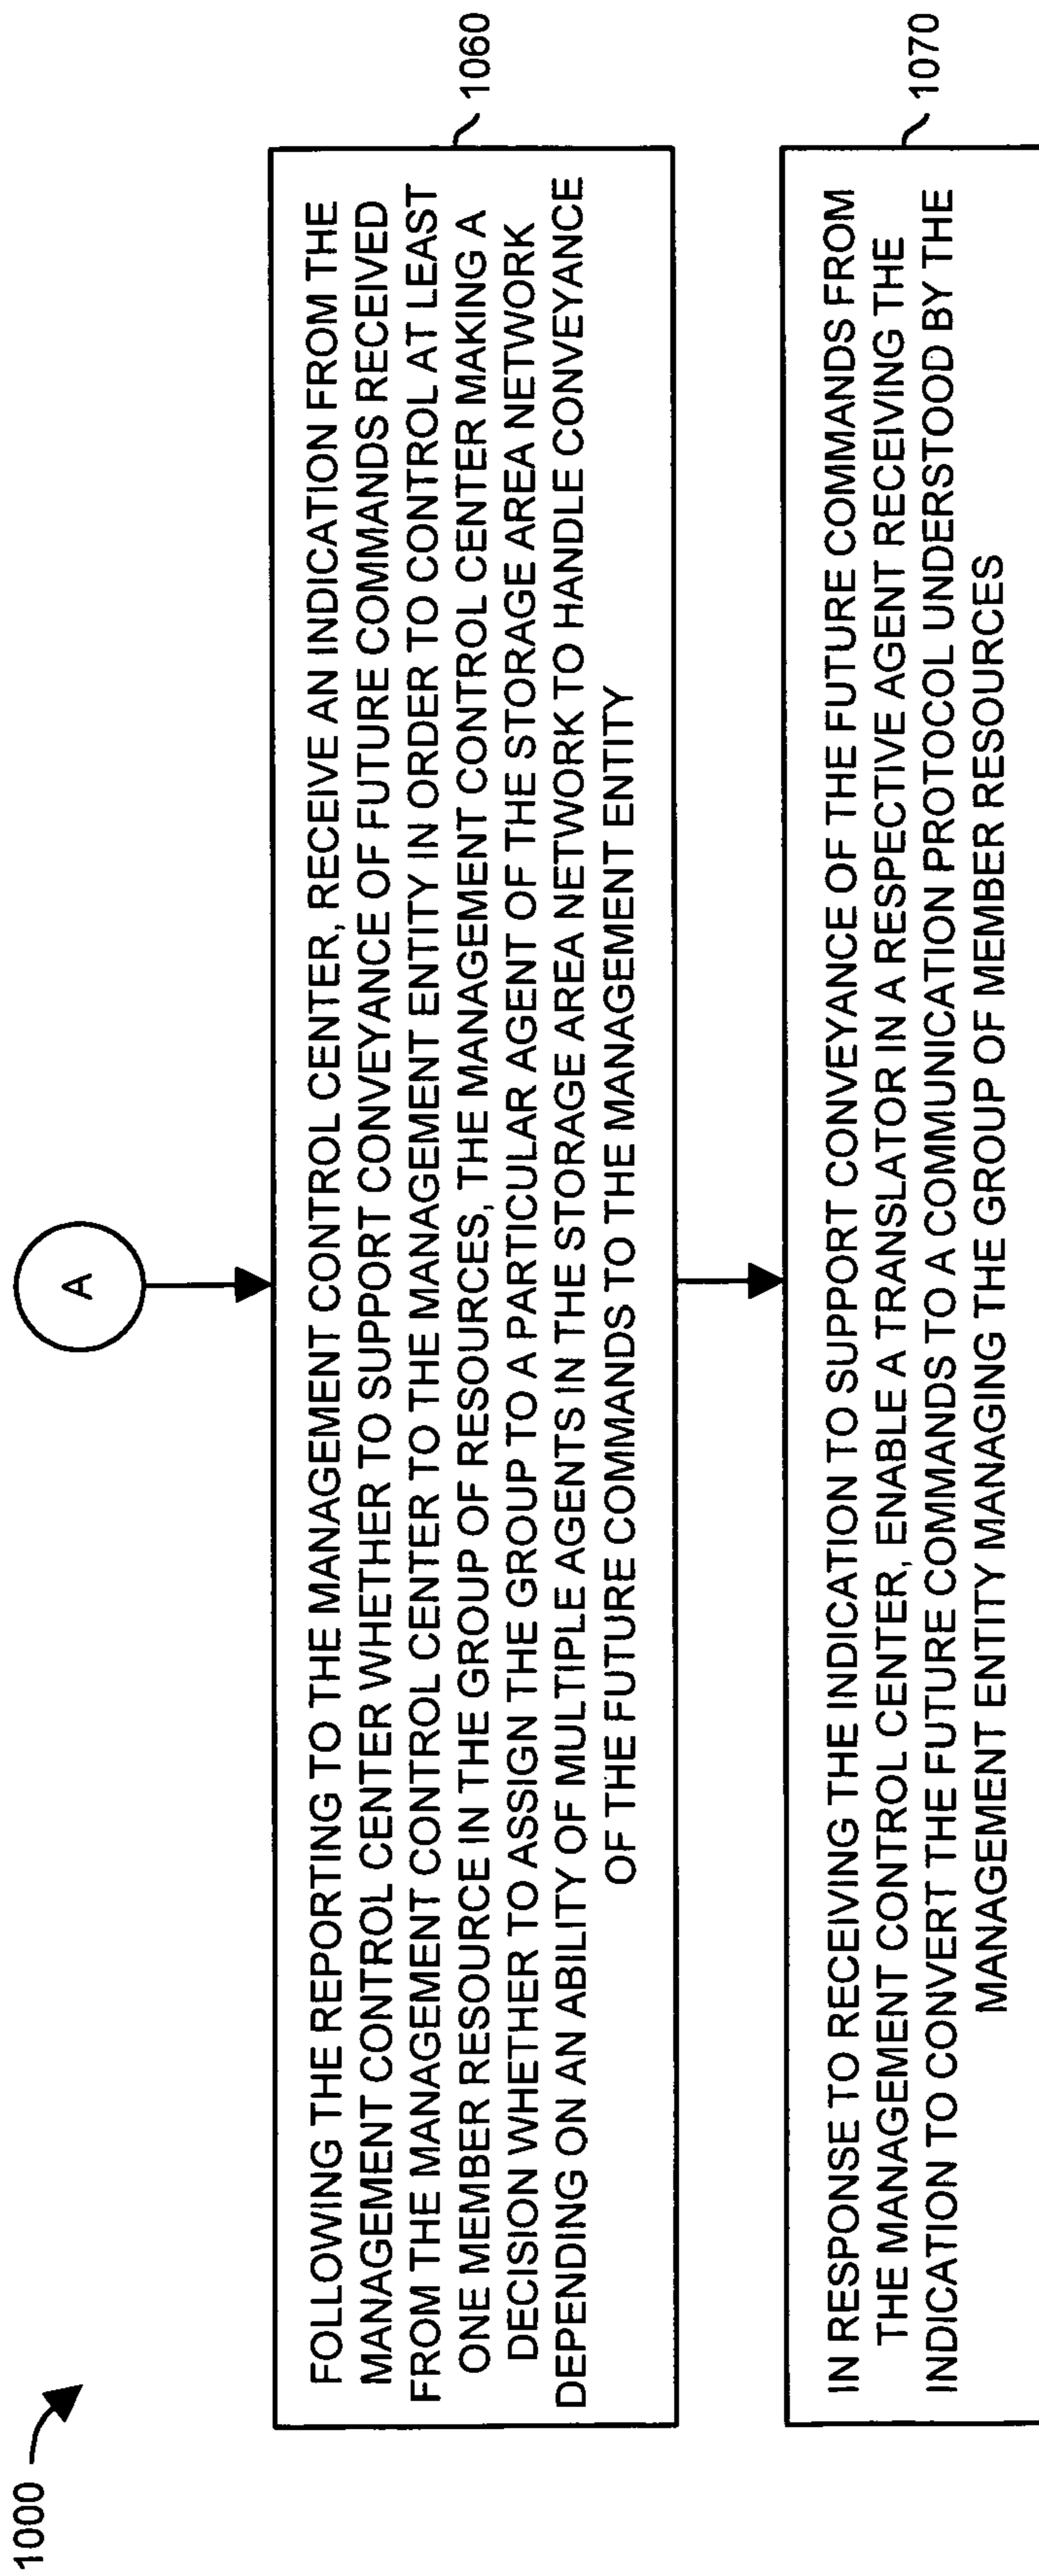 1000
A
FOLLOWING THE REPORTING TO THE MANAGEMENT CONTROL CENTER, RECEIVE AN INDICATION FROM THE
MANAGEMENT CONTROL CENTER WHETHER TO SUPPORT CONVEYANCE OF FUTURE COMMANDS RECEIVED
FROM THE MANAGEMENT CONTROL CENTER TO THE MANAGEMENT ENTITY IN ORDER TO CONTROL AT LEAST
ONE MEMBER RESOURCE IN THE GROUP OF RESOURCES, THE MANAGEMENT CONTROL CENTER MAKING A
DECISION WHETHER TO ASSIGN THE GROUP TO A PARTICULAR AGENT OF THE STORAGE AREA NETWORK
DEPENDING ON AN ABILITY OF MULTIPLE AGENTS IN THE STORAGE AREA NETWORK TO HANDLE CONVEYANCE
OF THE FUTURE COMMANDS TO THE MANAGEMENT ENTITY
1060
IN RESPONSE TO RECEIVING THE INDICATION TO SUPPORT CONVEYANCE OF THE FUTURE COMMANDS FROM
THE MANAGEMENT CONTROL CENTER, ENABLE A TRANSLATOR IN A RESPECTIVE AGENT RECEIVING THE
INDICATION TO CONVERT THE FUTURE COMMANDS TO A COMMUNICATION PROTOCOL UNDERSTOOD BY THE
MANAGEMENT ENTITY MANAGING THE GROUP OF MEMBER RESOURCES
1070